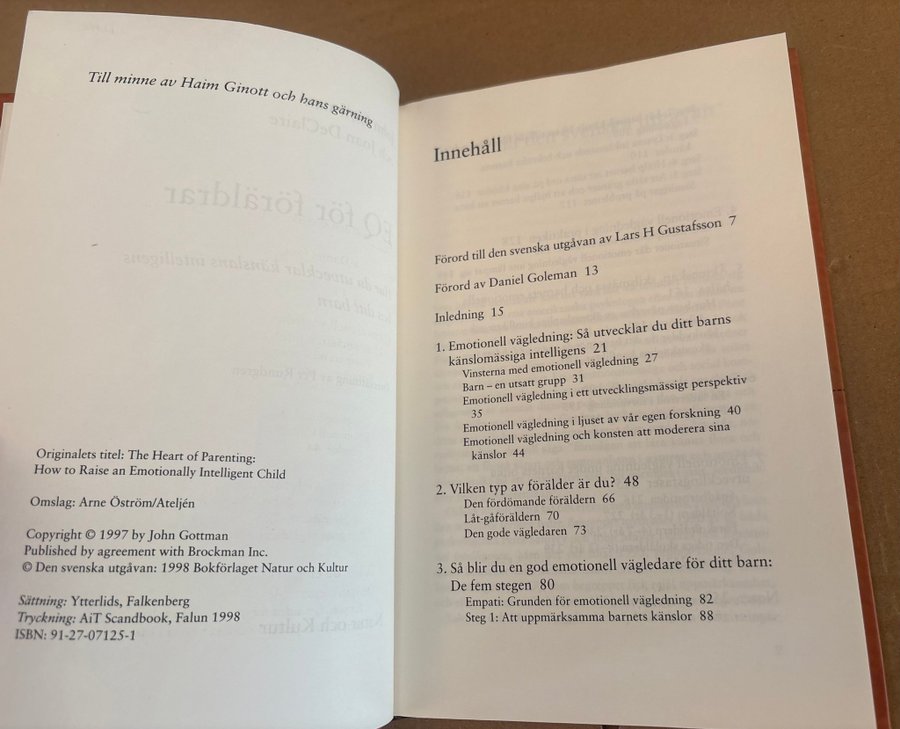 Till minne av Haim Ginott och hans gärning
Originalets titel: The Heart of Parenting:
How to Raise an Emotionally Intelligent Child
Omslag: Arne Öström/Ateljén
Copyright © 1997 by John Gottman
Published by agreement with Brockman Inc.
© Den svenska utgåvan: 1998 Bokförlaget Natur och Kultur
Sättning: Ytterlids, Falkenberg
Tryckning: AiT Scandbook, Falun 1998
ISBN: 91-27-07125-1
Innehåll
Förord till den svenska utgåvan av Lars H Gustafsson 7
Förord av Daniel Goleman 13
Inledning 15
1. Emotionell vägledning: Så utvecklar du ditt barns
känslomässiga intelligens 21
Vinsterna med emotionell vägledning 27
Barn – en utsatt grupp 31
Emotionell vägledning i ett utvecklingsmässigt perspektiv
35
Emotionell vägledning i ljuset av vår egen forskning 40
Emotionell vägledning och konsten att moderera sina
känslor 44
2. Vilken typ av förälder är du? 48
Den fördömande föräldern 66
Låt-gåföräldern 70
Den gode vägledaren 73
3. Så blir du en god emotionell vägledare för ditt barn:
De fem stegen 80
Empati: Grunden för emotionell vägledning 82
Steg 1: Att uppmärksamma barnets känslor 88